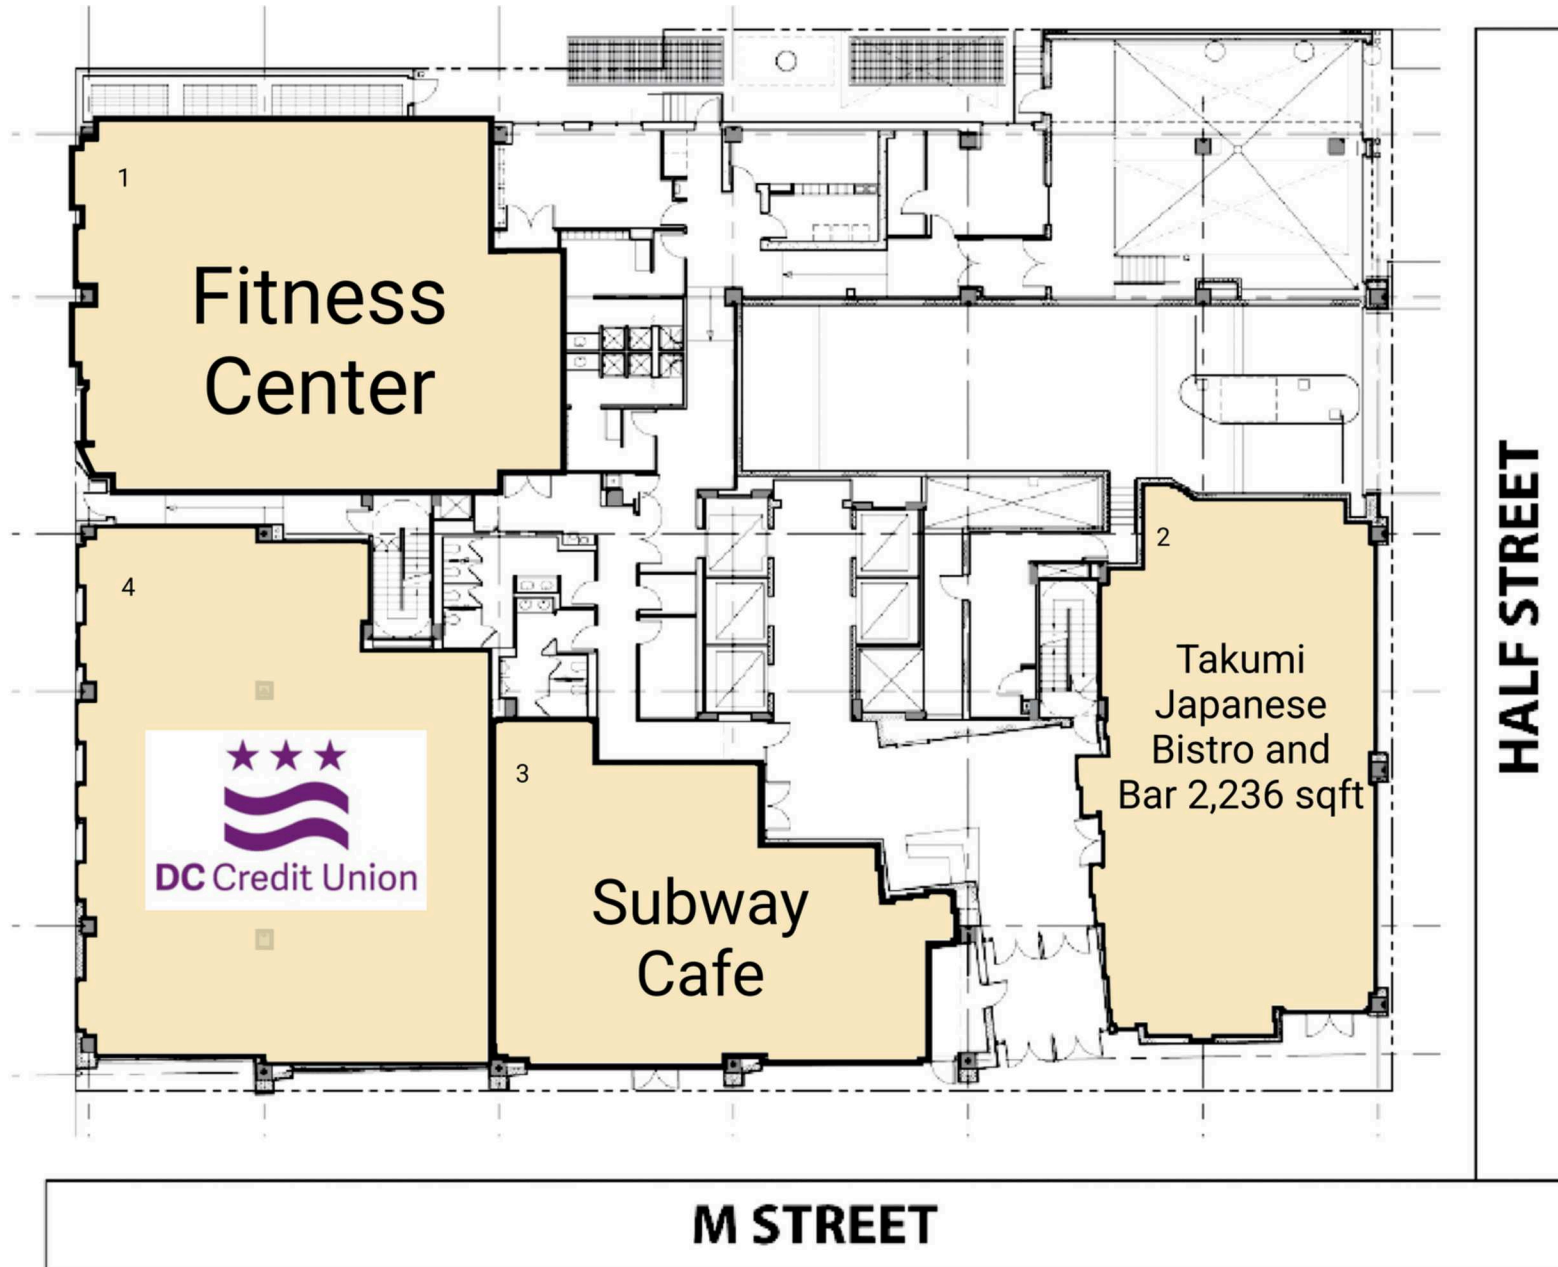 1
Fitness
Center
2
Takumi
Japanese
Bistro and
Bar 2,236 sqft
3
Subway
Cafe
4
DC Credit Union
HALF STREET
M STREET